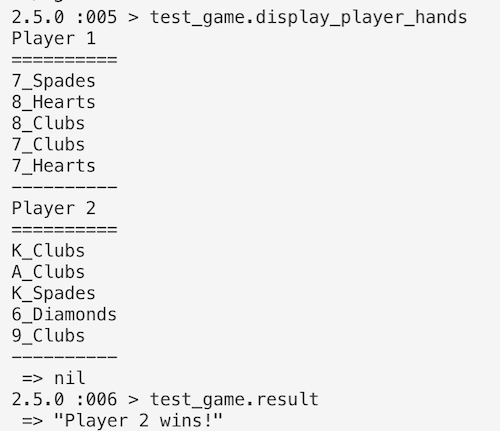 2.5.0 :005 > test_game.display_player_hands
Player 1
==========
7_Spades
8_Hearts
8_Clubs
7_Clubs
7_Hearts
----------
Player 2
==========
K_Clubs
A_Clubs
K_Spades
6_Diamonds
9_Clubs
----------
 => nil
2.5.0 :006 > test_game.result
 => "Player 2 wins!"